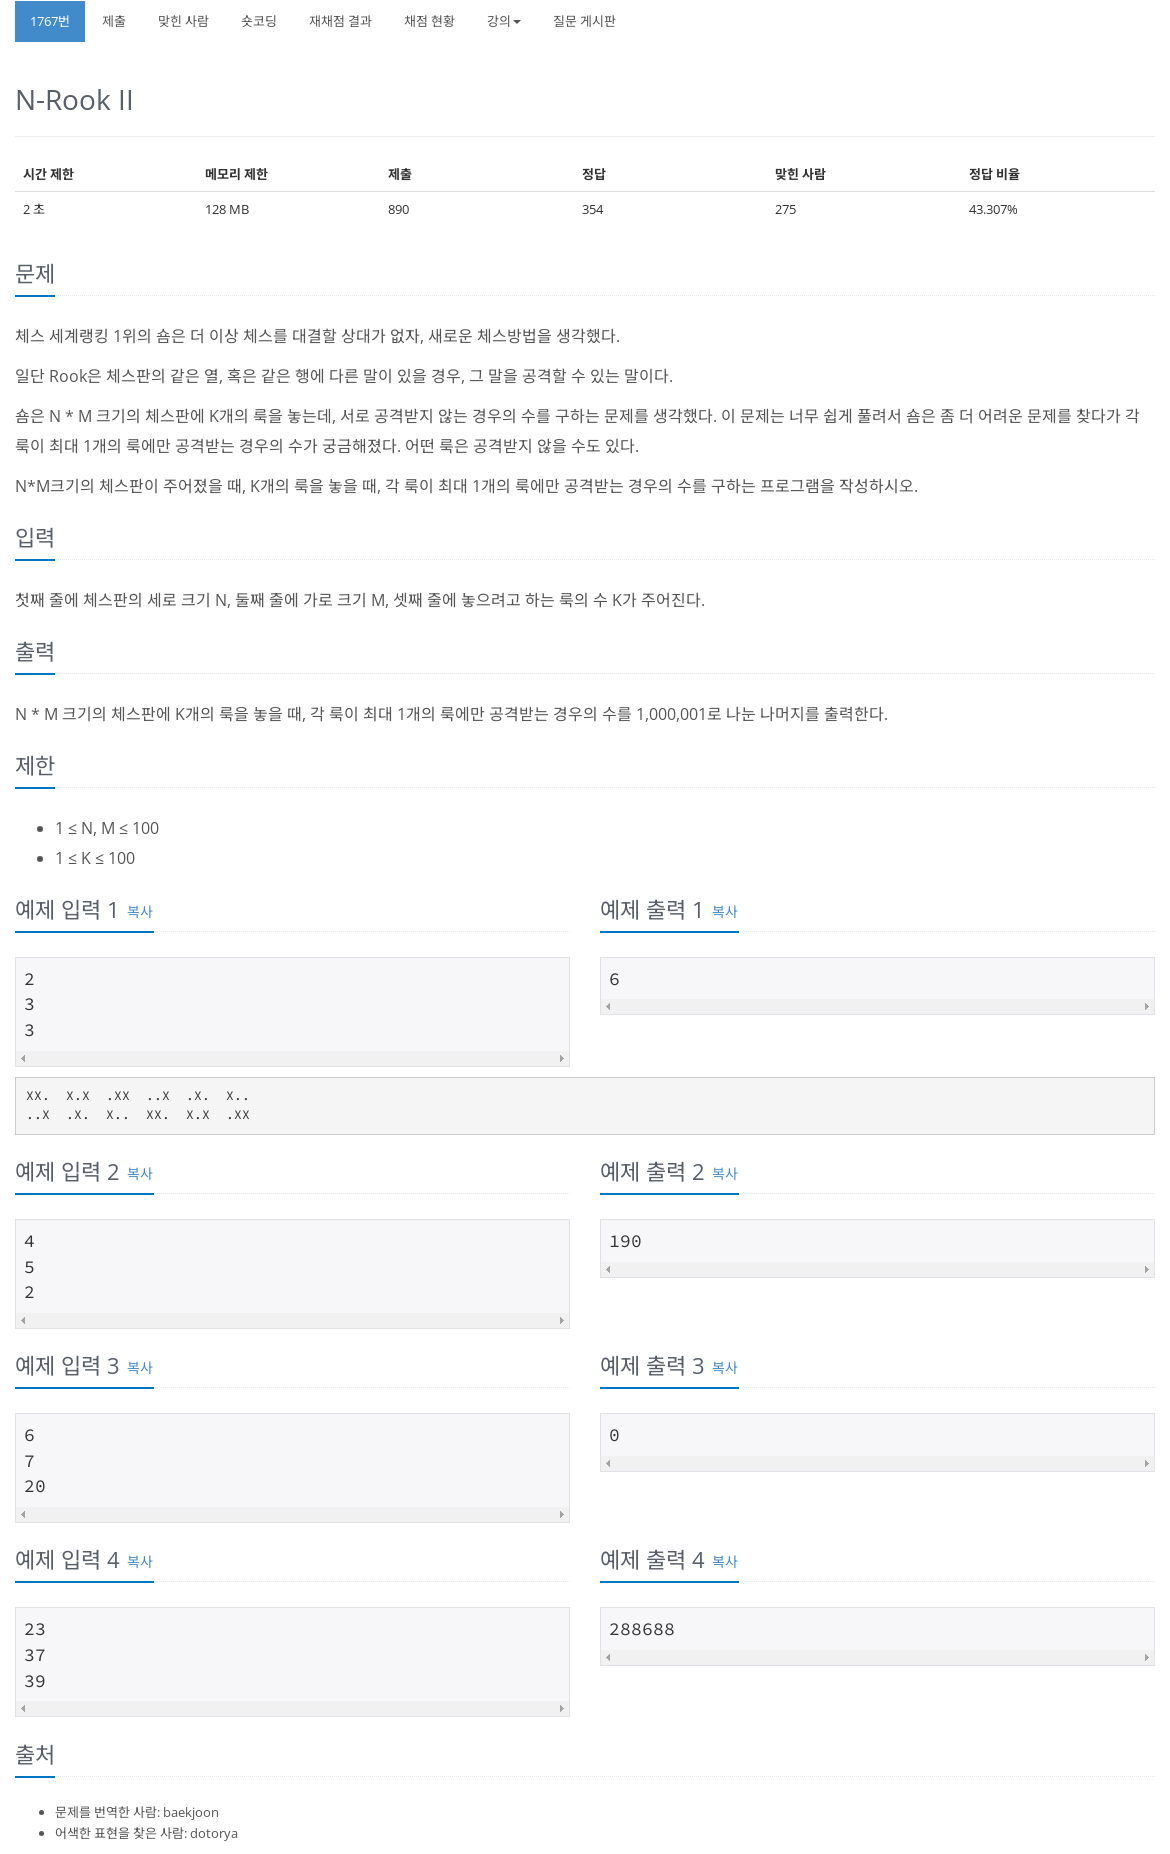 1767번 제출 맞힌 사람 숏코딩 재채점 결과 채점 현황 강의 질문 게시판
N-Rook II
시간 제한 메모리 제한 제출 정답 맞힌 사람 정답 비율
2 초 128 MB 890 354 275 43.307%
문제
체스 세계랭킹 1위의 숌은 더 이상 체스를 대결할 상대가 없자, 새로운 체스방법을 생각했다.
일단 Rook은 체스판의 같은 열, 혹은 같은 행에 다른 말이 있을 경우, 그 말을 공격할 수 있는 말이다.
숌은 N * M 크기의 체스판에 K개의 룩을 놓는데, 서로 공격받지 않는 경우의 수를 구하는 문제를 생각했다. 이 문제는 너무 쉽게 풀려서 숌은 좀 더 어려운 문제를 찾다가 각
룩이 최대 1개의 룩에만 공격받는 경우의 수가 궁금해졌다. 어떤 룩은 공격받지 않을 수도 있다.
N*M크기의 체스판이 주어졌을 때, K개의 룩을 놓을 때, 각 룩이 최대 1개의 룩에만 공격받는 경우의 수를 구하는 프로그램을 작성하시오.
입력
첫째 줄에 체스판의 세로 크기 N, 둘째 줄에 가로 크기 M, 셋째 줄에 놓으려고 하는 룩의 수 K가 주어진다.
출력
N * M 크기의 체스판에 K개의 룩을 놓을 때, 각 룩이 최대 1개의 룩에만 공격받는 경우의 수를 1,000,001로 나눈 나머지를 출력한다.
제한
• 1 ≤ N, M ≤ 100
• 1 ≤ K ≤ 100
예제 입력 1 복사
2
3
3
예제 출력 1 복사
6
xx. x.x .xx ..x .x. x..
..x .x. x.. xx. x.x .xx
예제 입력 2 복사
4
5
2
예제 출력 2 복사
190
예제 입력 3 복사
6
7
20
예제 출력 3 복사
0
예제 입력 4 복사
23
37
39
예제 출력 4 복사
288688
출처
• 문제를 번역한 사람: baekjoon
• 어색한 표현을 찾은 사람: dotorya